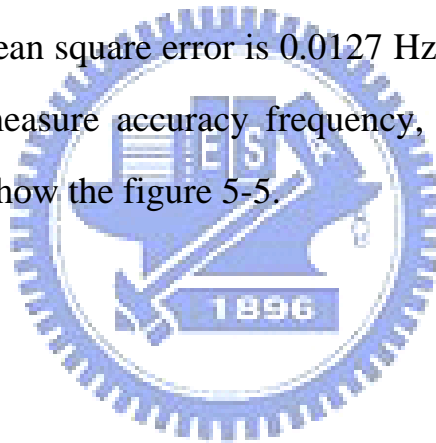 ean square error is 0.0127 Hz
neasure accuracy frequency,
how the figure 5-5.
E S
1896